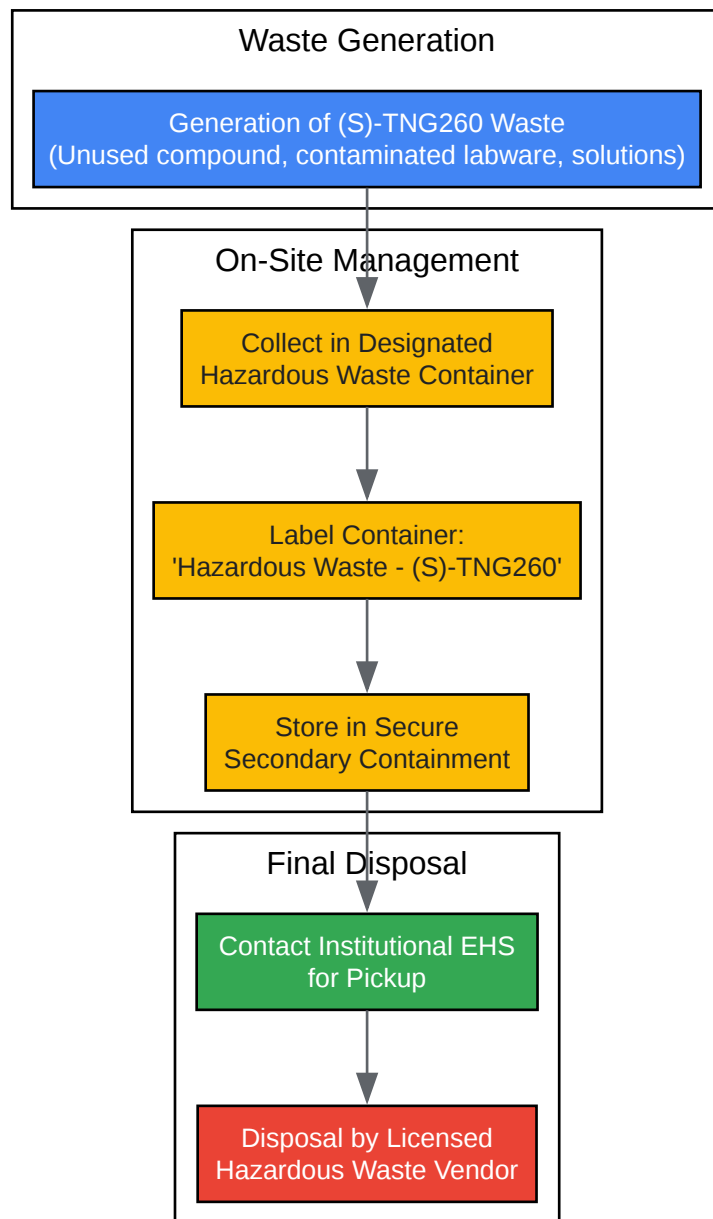 Waste Generation
Generation of (S)-TNG260 Waste
(Unused compound, contaminated labware, solutions)
On-Site Management
Collect in Designated
Hazardous Waste Container
Label Container:
'Hazardous Waste - (S)-TNG260'
Store in Secure
Secondary Containment
Final Disposal
Contact Institutional EHS
for Pickup
Disposal by Licensed
Hazardous Waste Vendor